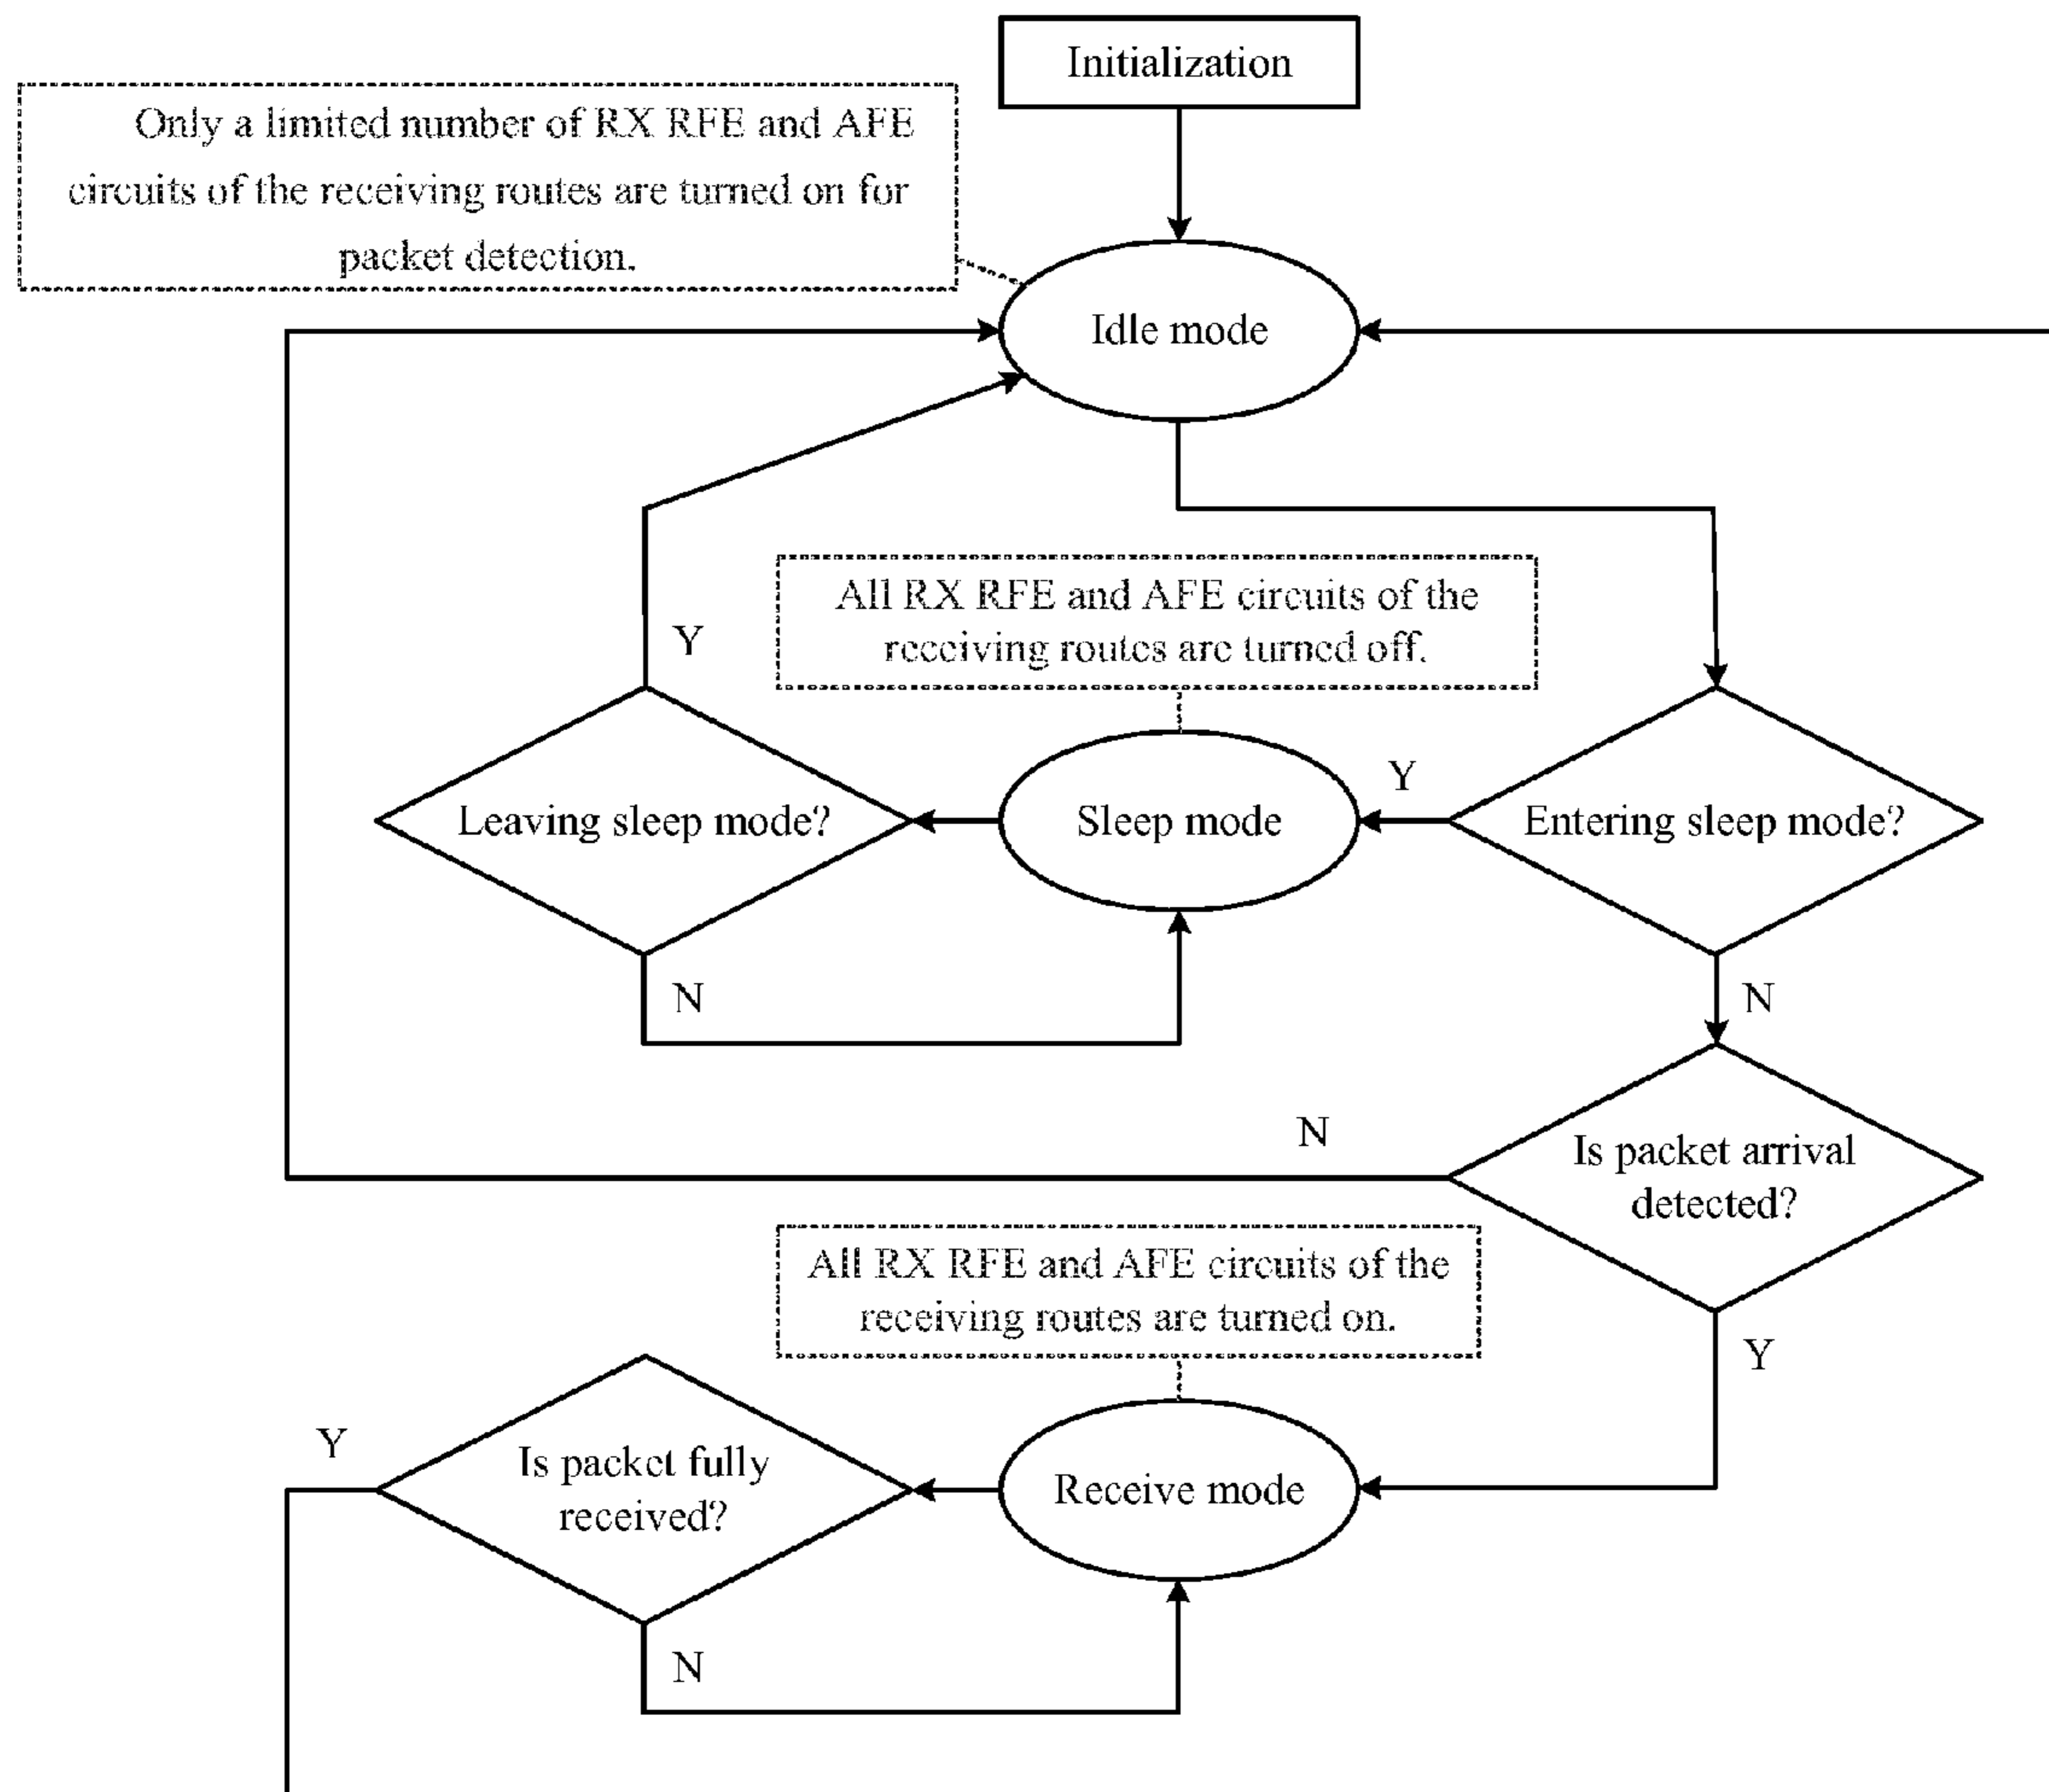 Initialization
Only a limited number of RX RFE and AFE
circuits of the receiving routes are turned on for
packet detection.
Idle mode
All RX RFE and AFE circuits of the
receiving routes are turned off.
Y
Y
Leaving sleep mode?
Sleep mode
Entering sleep mode?
N
N
N
Is packet arrival
detected?
All RX RFE and AFE circuits of the
receiving routes are turned on.
Y
Y
Is packet fully
received?
Receive mode
N